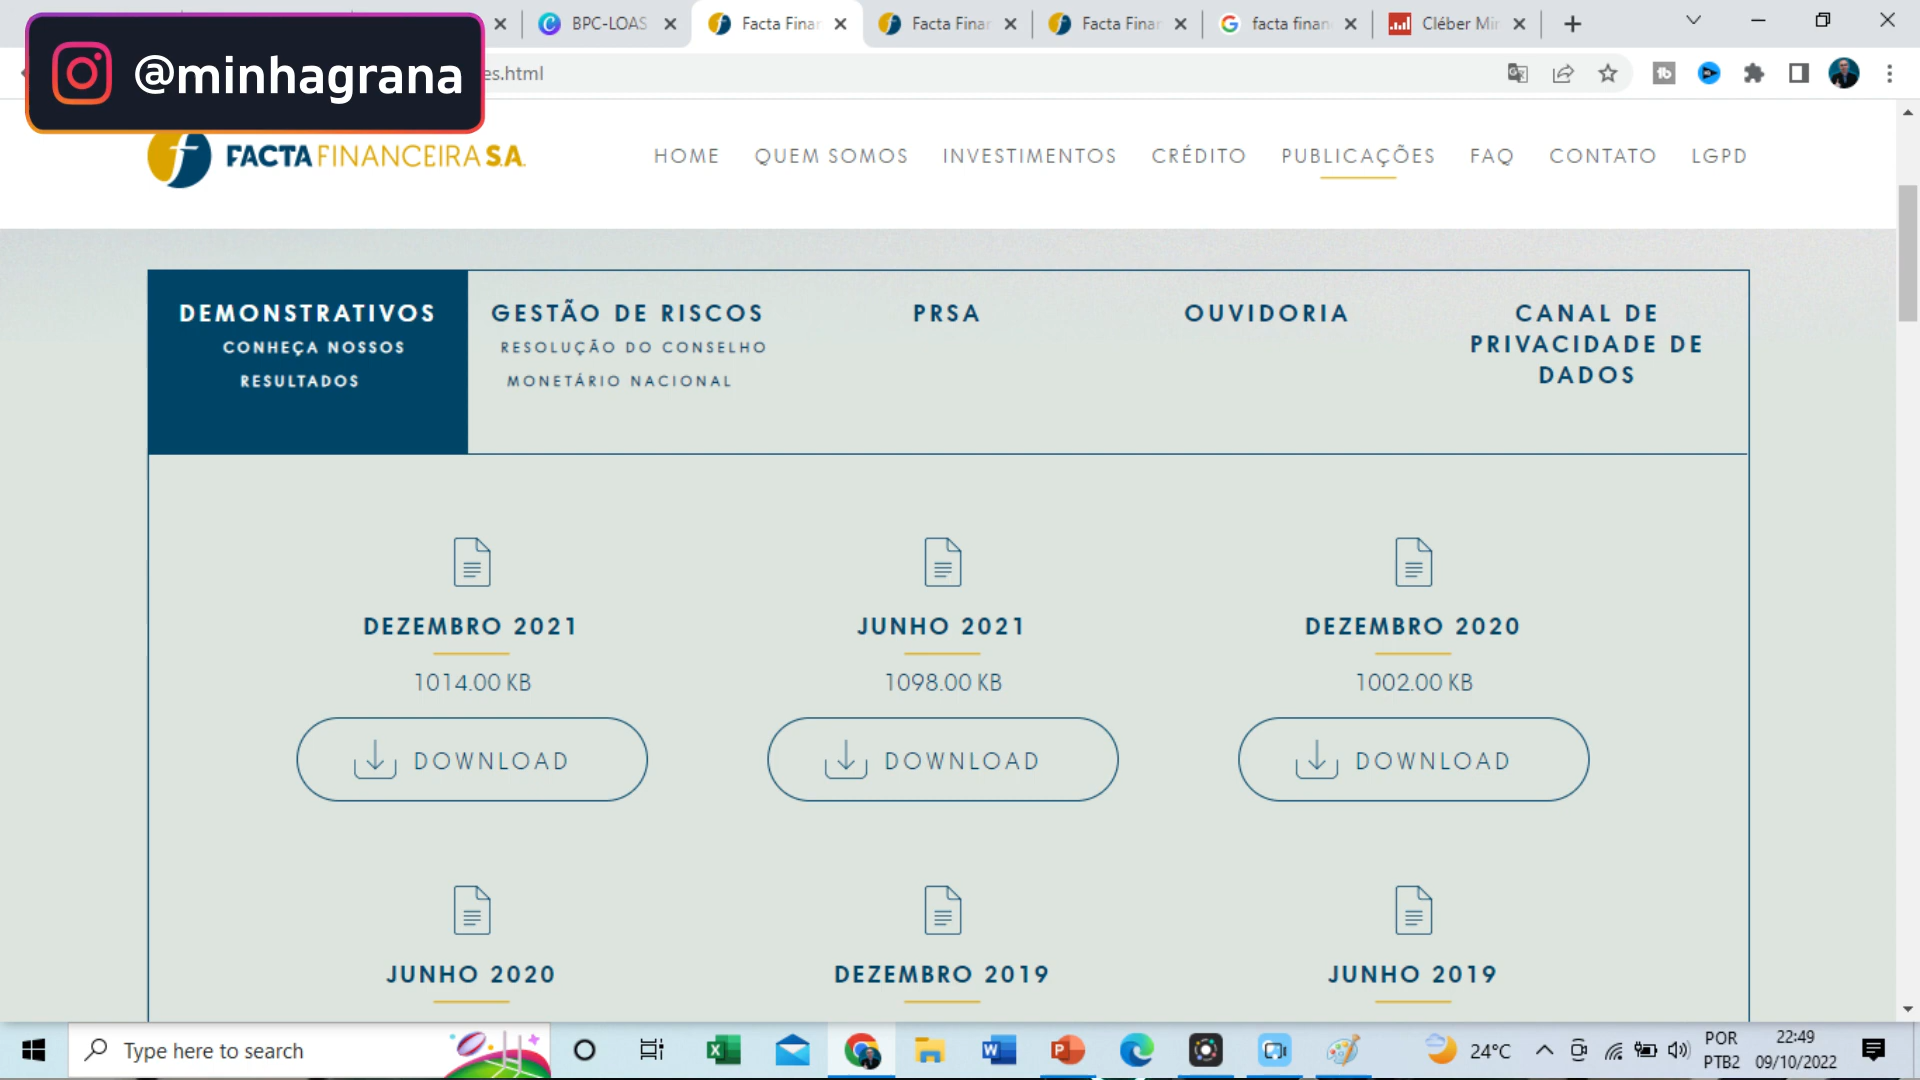 @minhagrana
BPC-LOAS
Facta Finan
Facta Finan
Facta Finan
facta finan
Cléber Mir
es.html
FACTA FINANCEIRA S.A.
HOME
QUEM SOMOS
INVESTIMENTOS
CRÉDITO
PUBLICAÇÕES
FAQ
CONTATO
LGPD
DEMONSTRATIVOS
CONHEÇA NOSSOS
RESULTADOS
GESTÃO DE RISCOS
RESOLUÇÃO DO CONSELHO
MONETÁRIO NACIONAL
PRSA
OUVIDORIA
CANAL DE
PRIVACIDADE DE
DADOS
DEZEMBRO 2021
1014.00 KB
DOWNLOAD
JUNHO 2021
1098.00 KB
DOWNLOAD
DEZEMBRO 2020
1002.00 KB
DOWNLOAD
JUNHO 2020
DEZEMBRO 2019
JUNHO 2019
Type here to search
24°C
POR
PTB2
22:49
09/10/2022